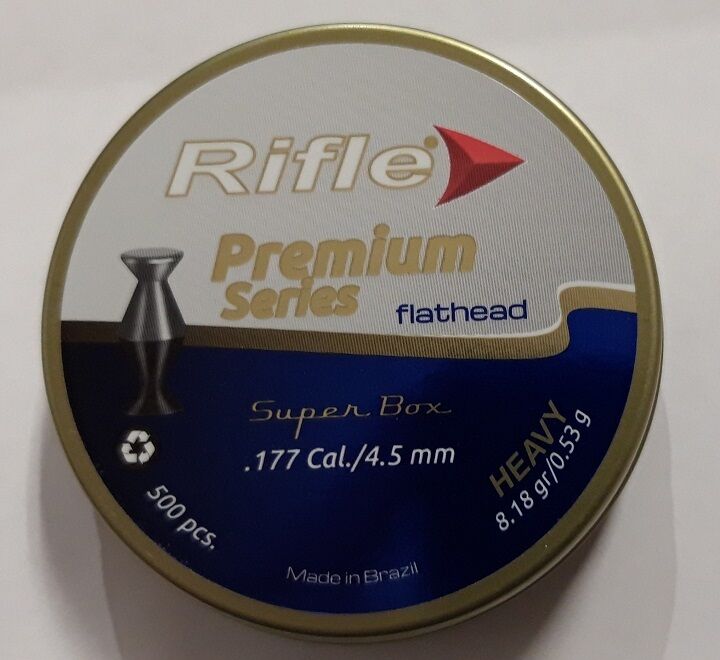 Rifle
Premium
Series
flathead
Super Box
.177 Cal./4.5 mm
HEAVY
8.18 gr/0.53g
500 pcs.
Made in Brazil